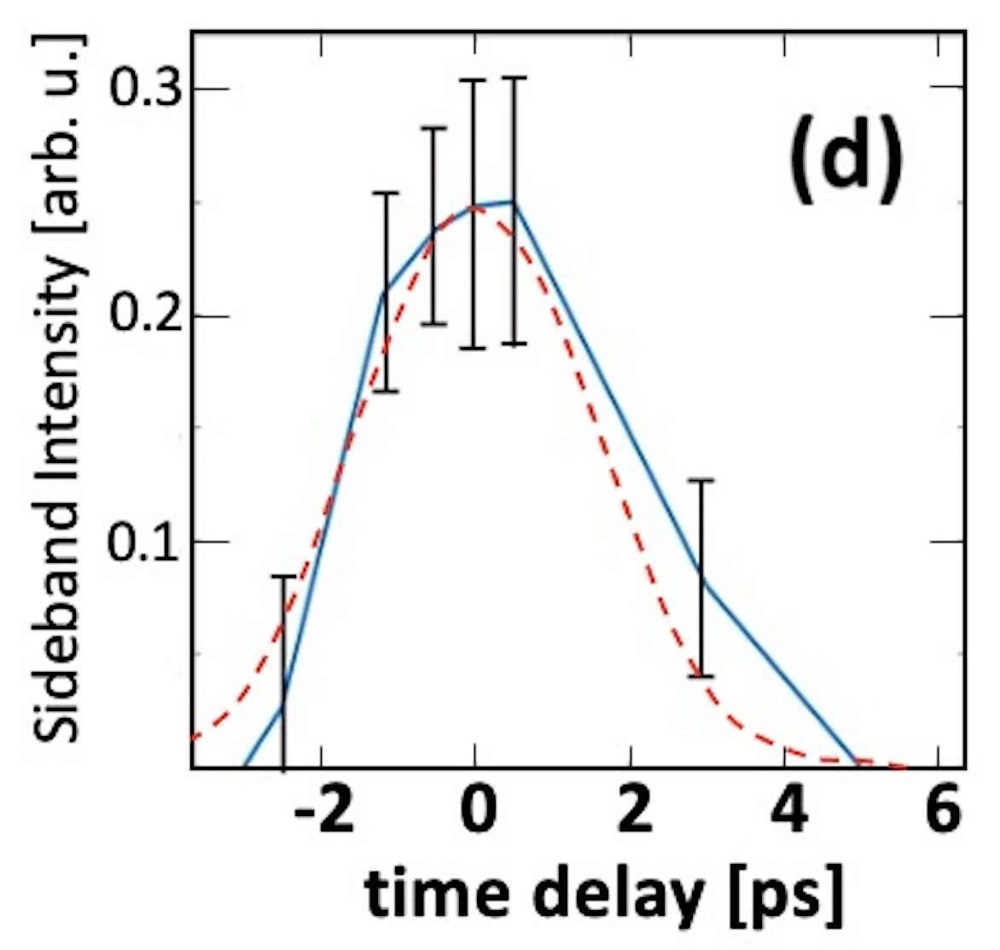 Sideband Intensity [arb. u.]
0.3
0.2
0.1
(d)
-2 0 2 4 6
time delay [ps]